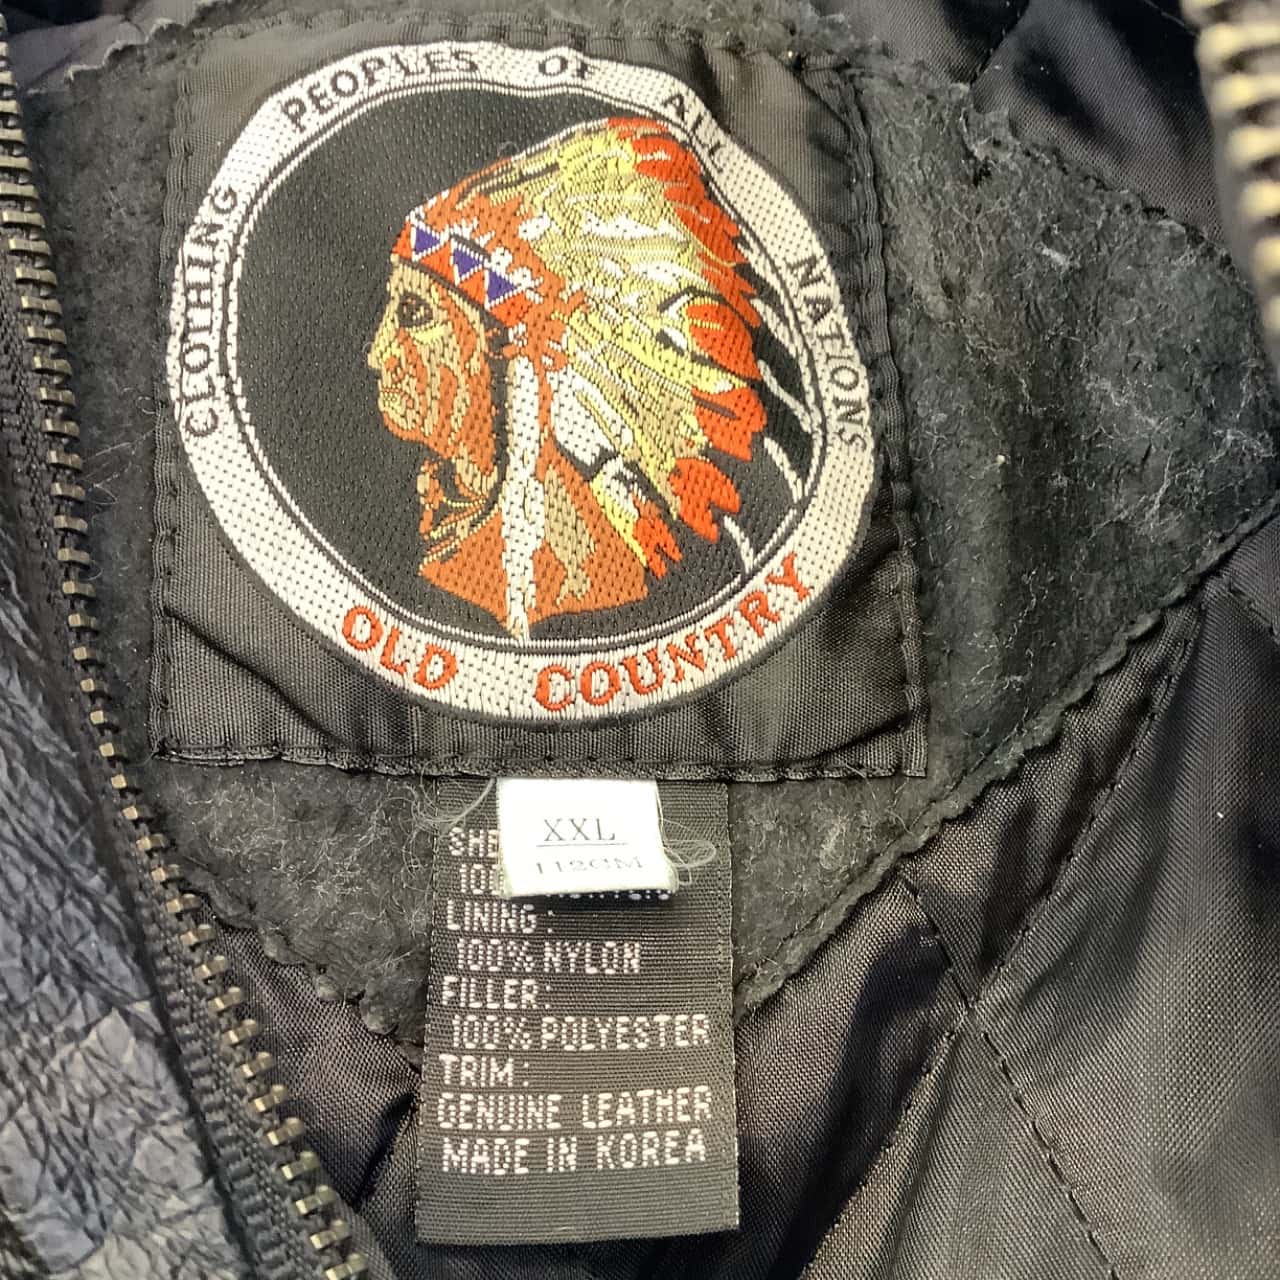 CLOTHING PEOPLES OF ALL NATIONS
OLD COUNTRY
XXL
112CM
LINING:
100% NYLON
FILLER:
100% POLYESTER
TRIM:
GENUINE LEATHER
MADE IN KOREA